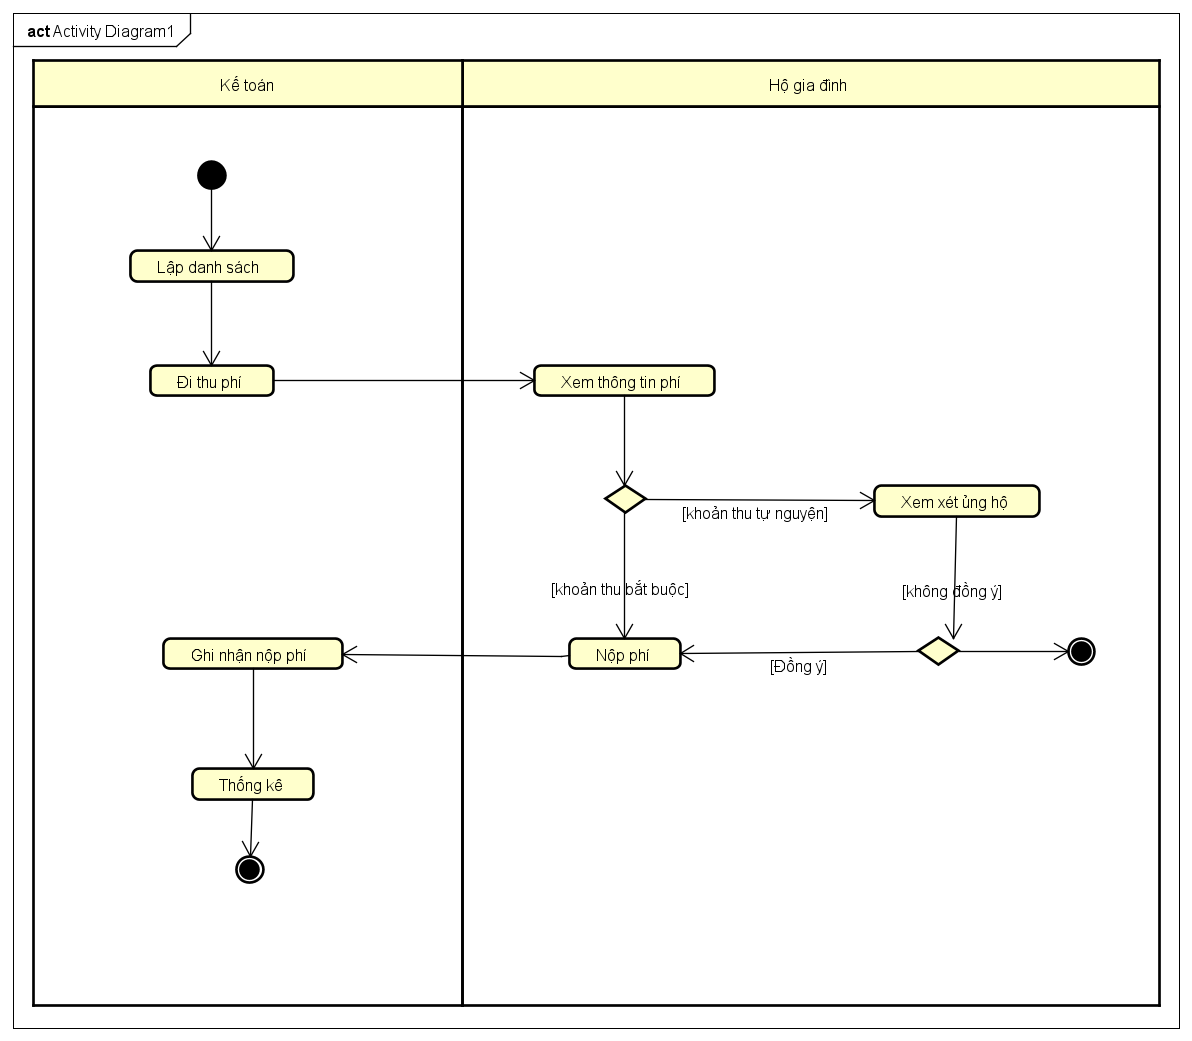 act Activity Diagram1
Kế toán
Hộ gia đình
Lập danh sách
Đi thu phí
Xem thông tin phí
Xem xét ủng hộ
[khoản thu tự nguyện]
[khoản thu bắt buộc]
[không đồng ý]
Ghi nhận nộp phí
Nộp phí
[Đồng ý]
Thống kê